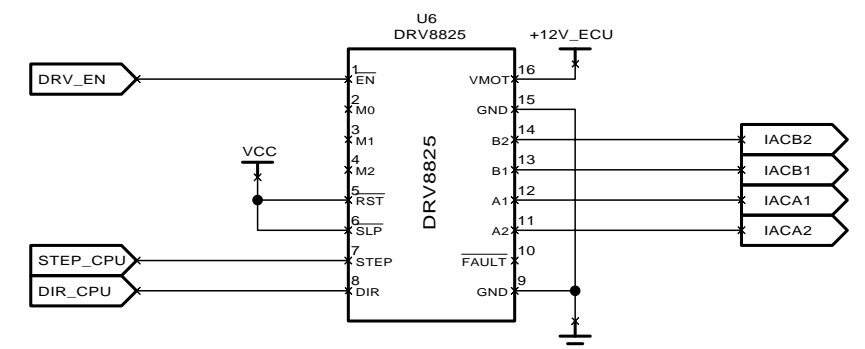 U6
DRV8825
+12V_ECU
DRV_EN
1
EN
16
VMOT
2
M0
15
GND
3
M1
14
B2
IACB2
4
M2
13
B1
IACB1
VCC
5
RST
12
A1
IACA1
6
SLP
11
A2
IACA2
STEP_CPU
7
STEP
10
FAULT
DIR_CPU
8
DIR
9
GND
DRV8825